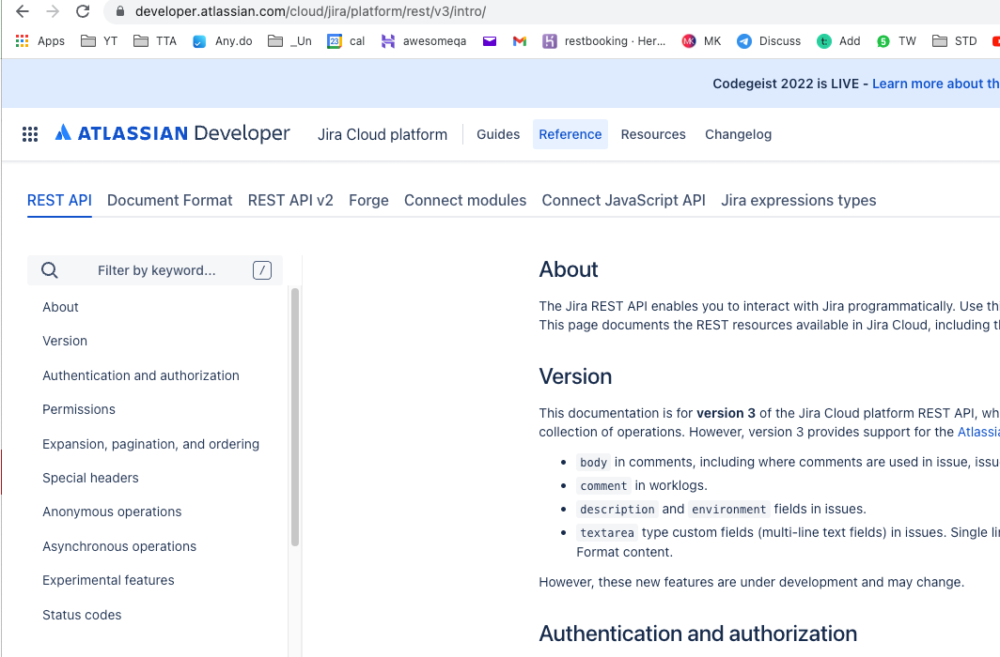 developer.atlassian.com/cloud/jira/platform/rest/v3/intro/
Apps YT TTA Any.do _Un 23 cal awesomeqa restbooking · Her... MK MK Discuss t: Add 5 TW STD
Codegeist 2022 is LIVE - Learn more about th
ATLASSIAN Developer Jira Cloud platform Guides Reference Resources Changelog
REST API Document Format REST API v2 Forge Connect modules Connect JavaScript API Jira expressions types
Filter by keyword... /
About
Version
Authentication and authorization
Permissions
Expansion, pagination, and ordering
Special headers
Anonymous operations
Asynchronous operations
Experimental features
Status codes
About
The Jira REST API enables you to interact with Jira programmatically. Use thi
This page documents the REST resources available in Jira Cloud, including t
Version
This documentation is for version 3 of the Jira Cloud platform REST API, wh
collection of operations. However, version 3 provides support for the Atlassia
• body in comments, including where comments are used in issue, issu
• comment in worklogs.
• description and environment fields in issues.
• textarea type custom fields (multi-line text fields) in issues. Single li
Format content.
However, these new features are under development and may change.
Authentication and authorization